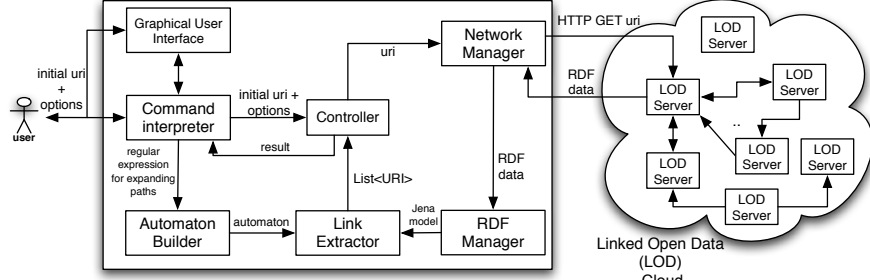 Graphical User
Interface
initial uri
+
options
user
Command
interpreter
initial uri +
options
Controller
result
uri
Network
Manager
HTTP GET uri
RDF
data
regular
expression
for expanding
paths
List<URI>
RDF
data
Automaton
Builder
automaton
Link
Extractor
Jena
model
RDF
Manager
LOD
Server
LOD
Server
LOD
Server
..
LOD
Server
LOD
Server
LOD
Server
LOD
Server
Linked Open Data
(LOD)
Cloud